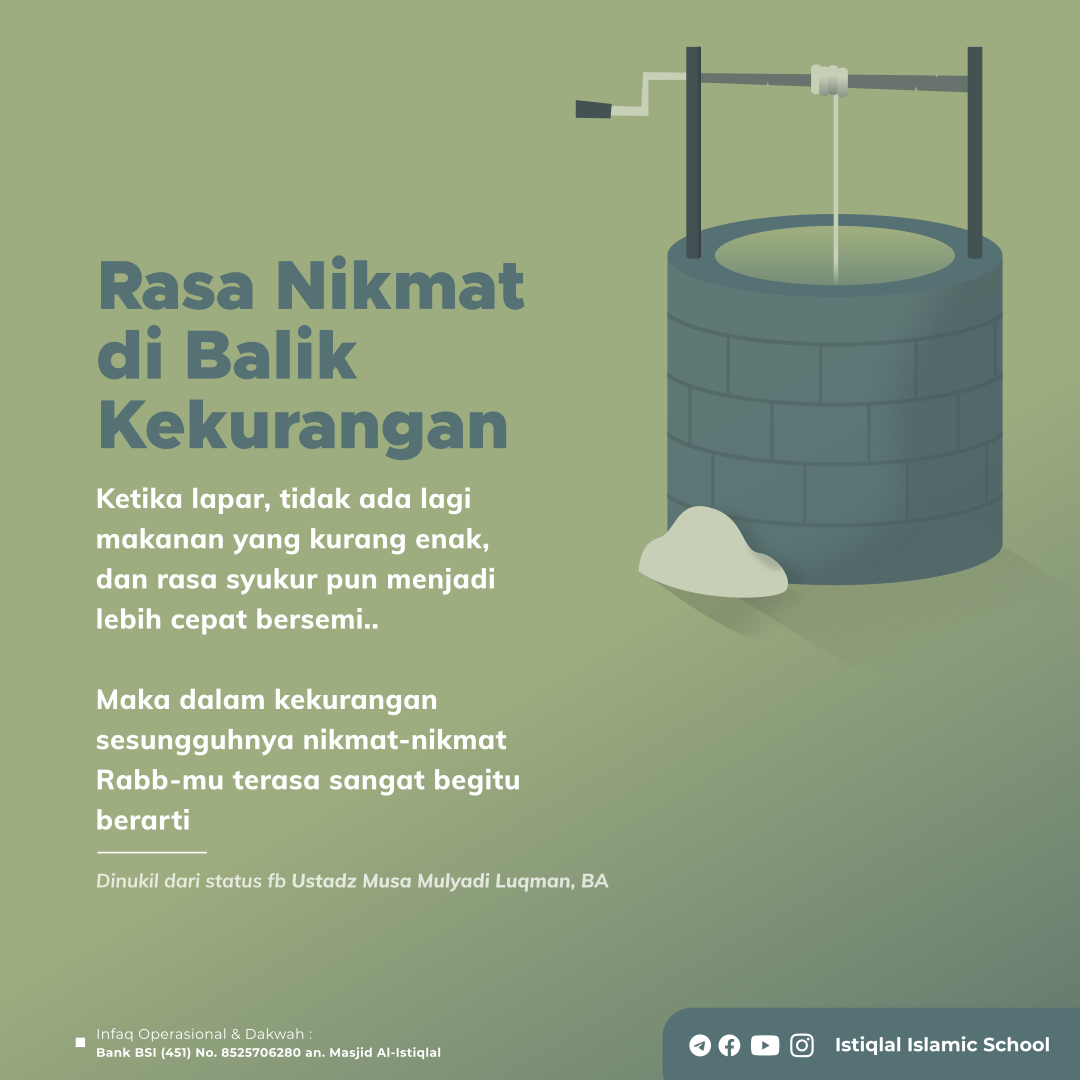 Rasa Nikmat
di Balik
Kekurangan
Ketika lapar, tidak ada lagi
makanan yang kurang enak,
dan rasa syukur pun menjadi
lebih cepat bersemi..
Maka dalam kekurangan
sesungguhnya nikmat-nikmat
Rabb-mu terasa sangat begitu
berarti
Dinukil dari status fb Ustadz Musa Mulyadi Luqman, BA
Infaq Operasional & Dakwah :
Bank BSI (451) No. 8525706280 an. Masjid Al-Istiqlal
Istiqlal Islamic School